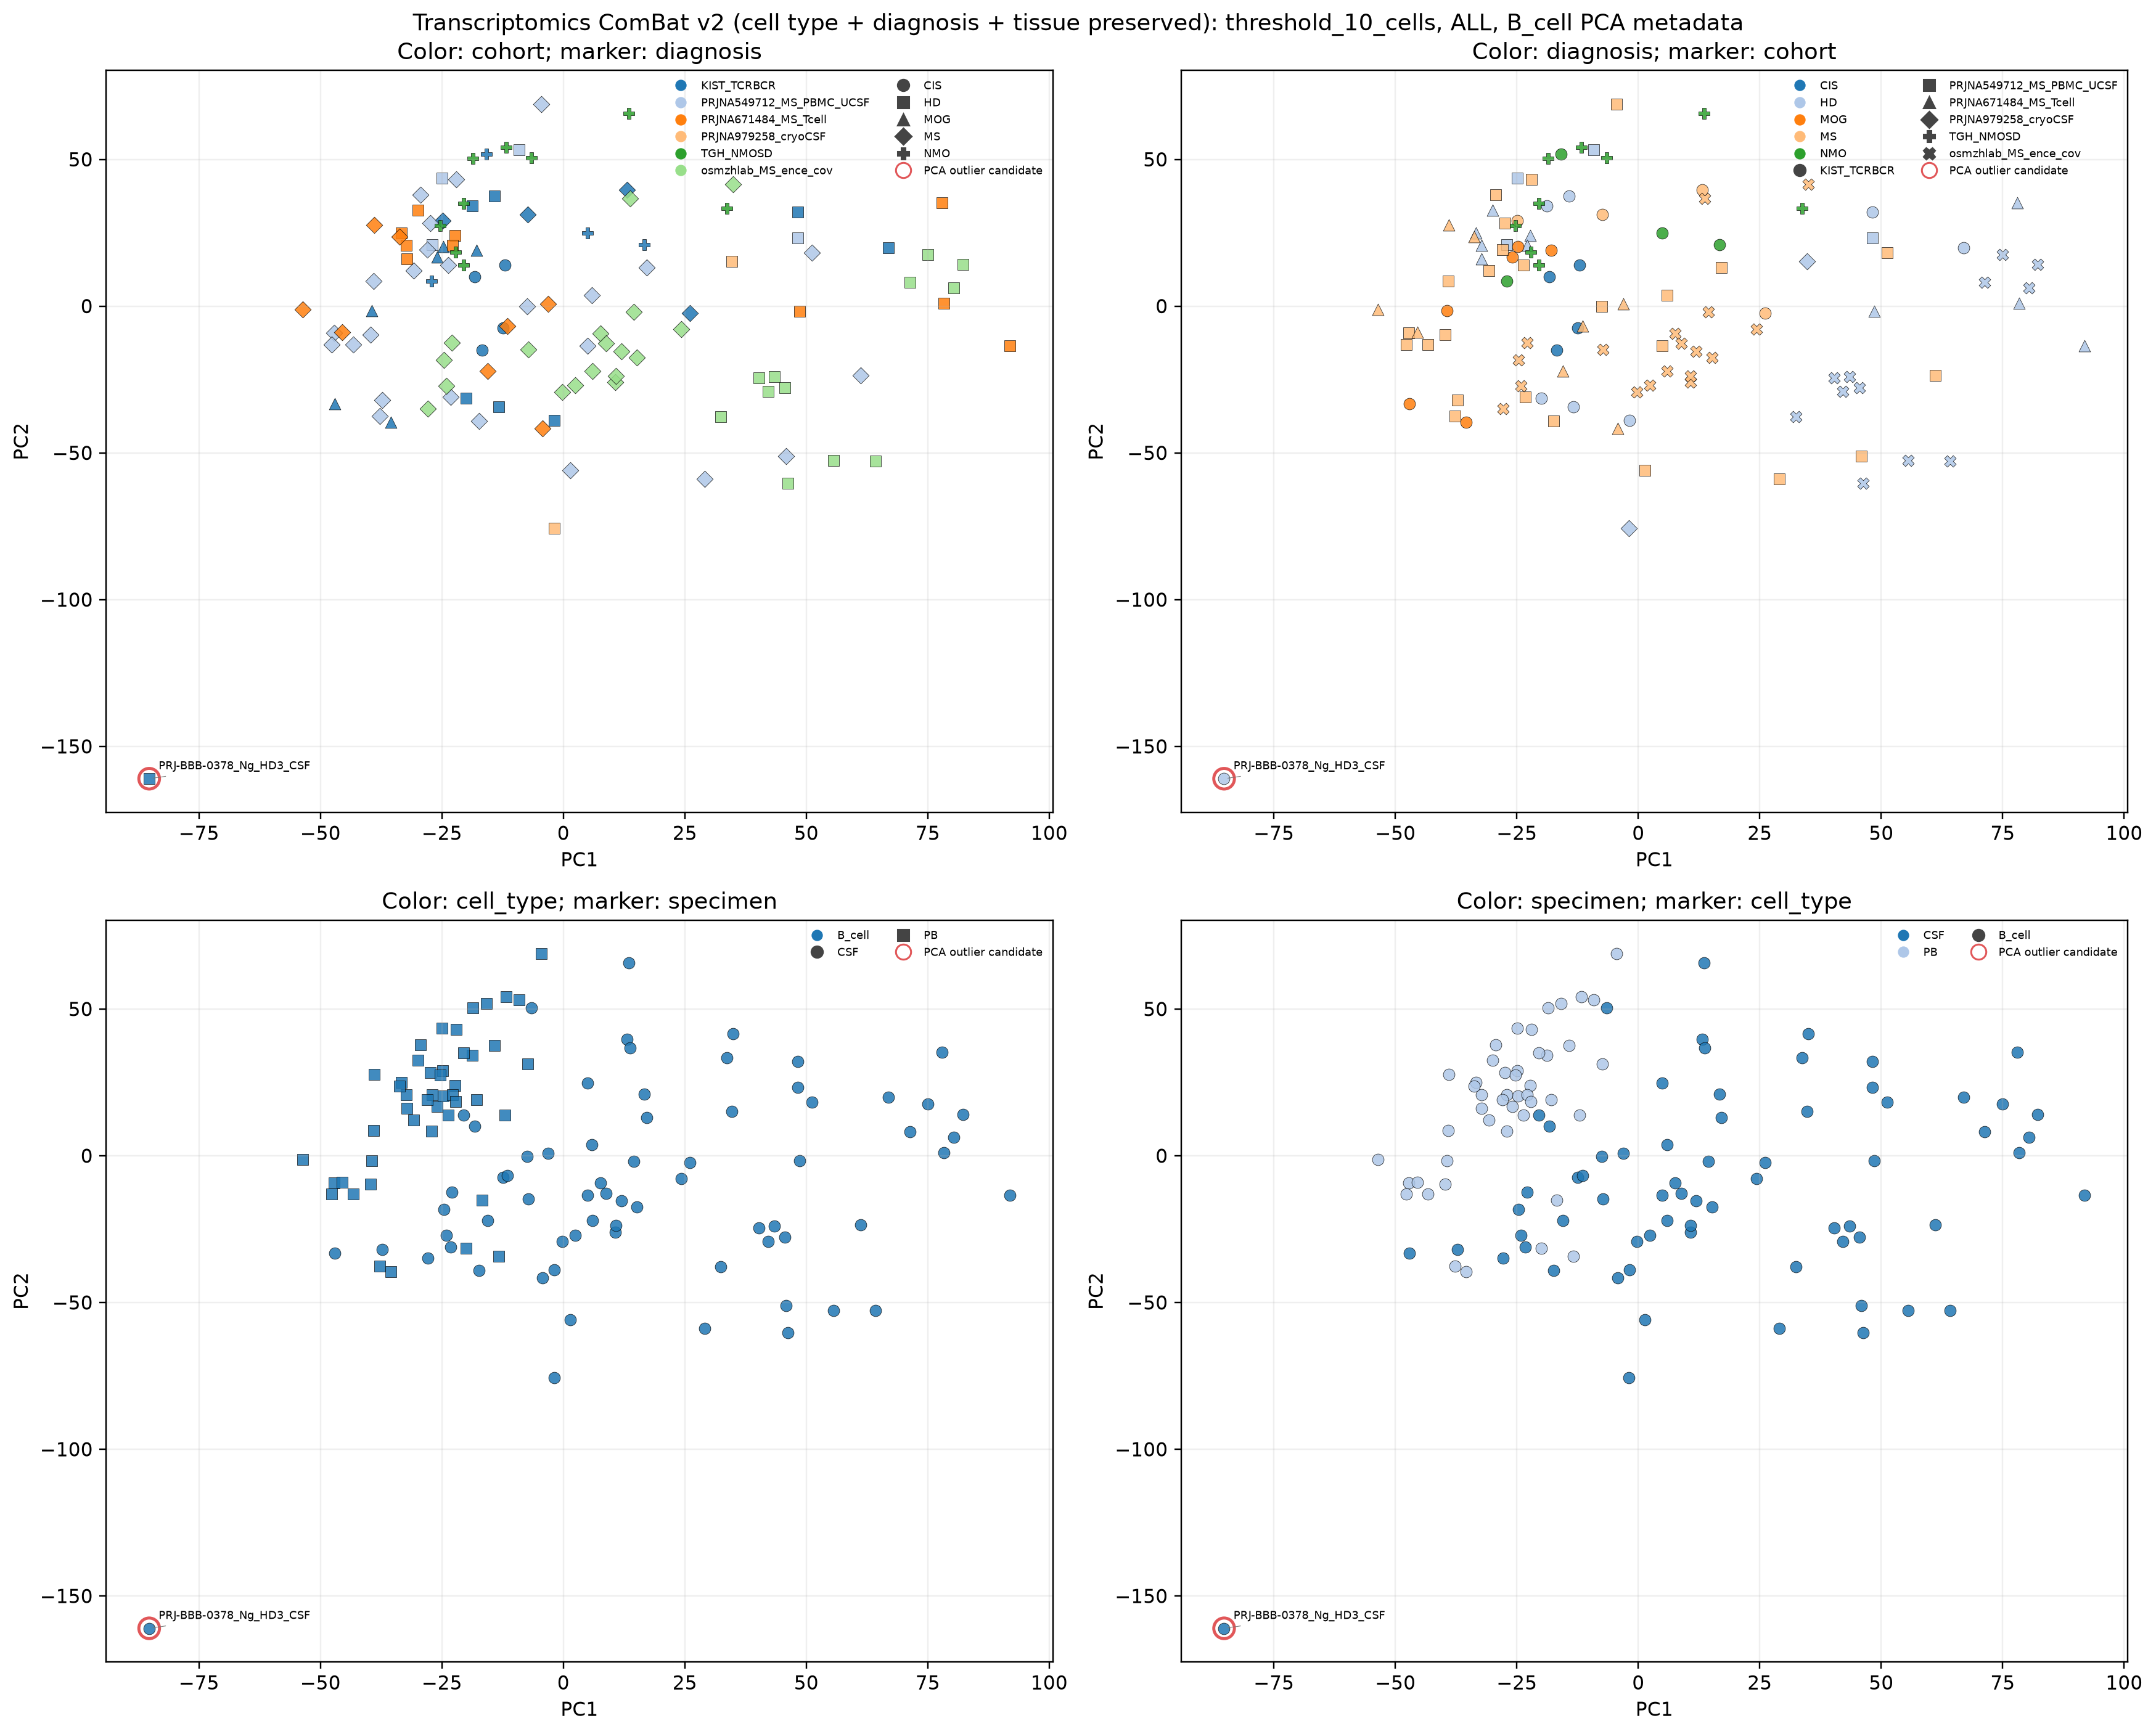 Transcriptomics ComBat v2 (cell type + diagnosis + tissue preserved): threshold_10_cells, ALL, B_cell PCA metadata
Color: cohort; marker: diagnosis
KIST_TCRBCR
PRJNA549712_MS_PBMC_UCSF
PRJNA671484_MS_Tcell
PRJNA979258_cryoCSF
TGH_NMOSD
osmzhlab_MS_ence_cov
CIS
HD
MOG
MS
NMO
PCA outlier candidate
50
0
−50
−100
−150
PC2
PRJ-BBB-0378_Ng_HD3_CSF
−75
−50
−25
0
25
50
75
100
PC1
Color: diagnosis; marker: cohort
CIS
HD
MOG
MS
NMO
KIST_TCRBCR
PRJNA549712_MS_PBMC_UCSF
PRJNA671484_MS_Tcell
PRJNA979258_cryoCSF
TGH_NMOSD
osmzhlab_MS_ence_cov
PCA outlier candidate
50
0
−50
−100
−150
PC2
PRJ-BBB-0378_Ng_HD3_CSF
−75
−50
−25
0
25
50
75
100
PC1
Color: cell_type; marker: specimen
B_cell
CSF
PB
PCA outlier candidate
50
0
−50
−100
−150
PC2
PRJ-BBB-0378_Ng_HD3_CSF
−75
−50
−25
0
25
50
75
100
PC1
Color: specimen; marker: cell_type
CSF
PB
B_cell
PCA outlier candidate
50
0
−50
−100
−150
PC2
PRJ-BBB-0378_Ng_HD3_CSF
−75
−50
−25
0
25
50
75
100
PC1